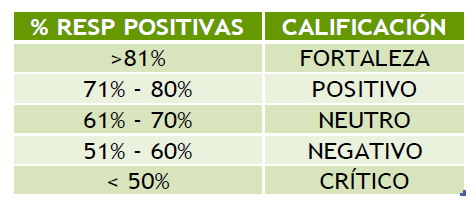 % RESP POSITIVAS CALIFICACIÓN
>81% FORTALEZA
71% - 80% POSITIVO
61% - 70% NEUTRO
51% - 60% NEGATIVO
< 50% CRÍTICO